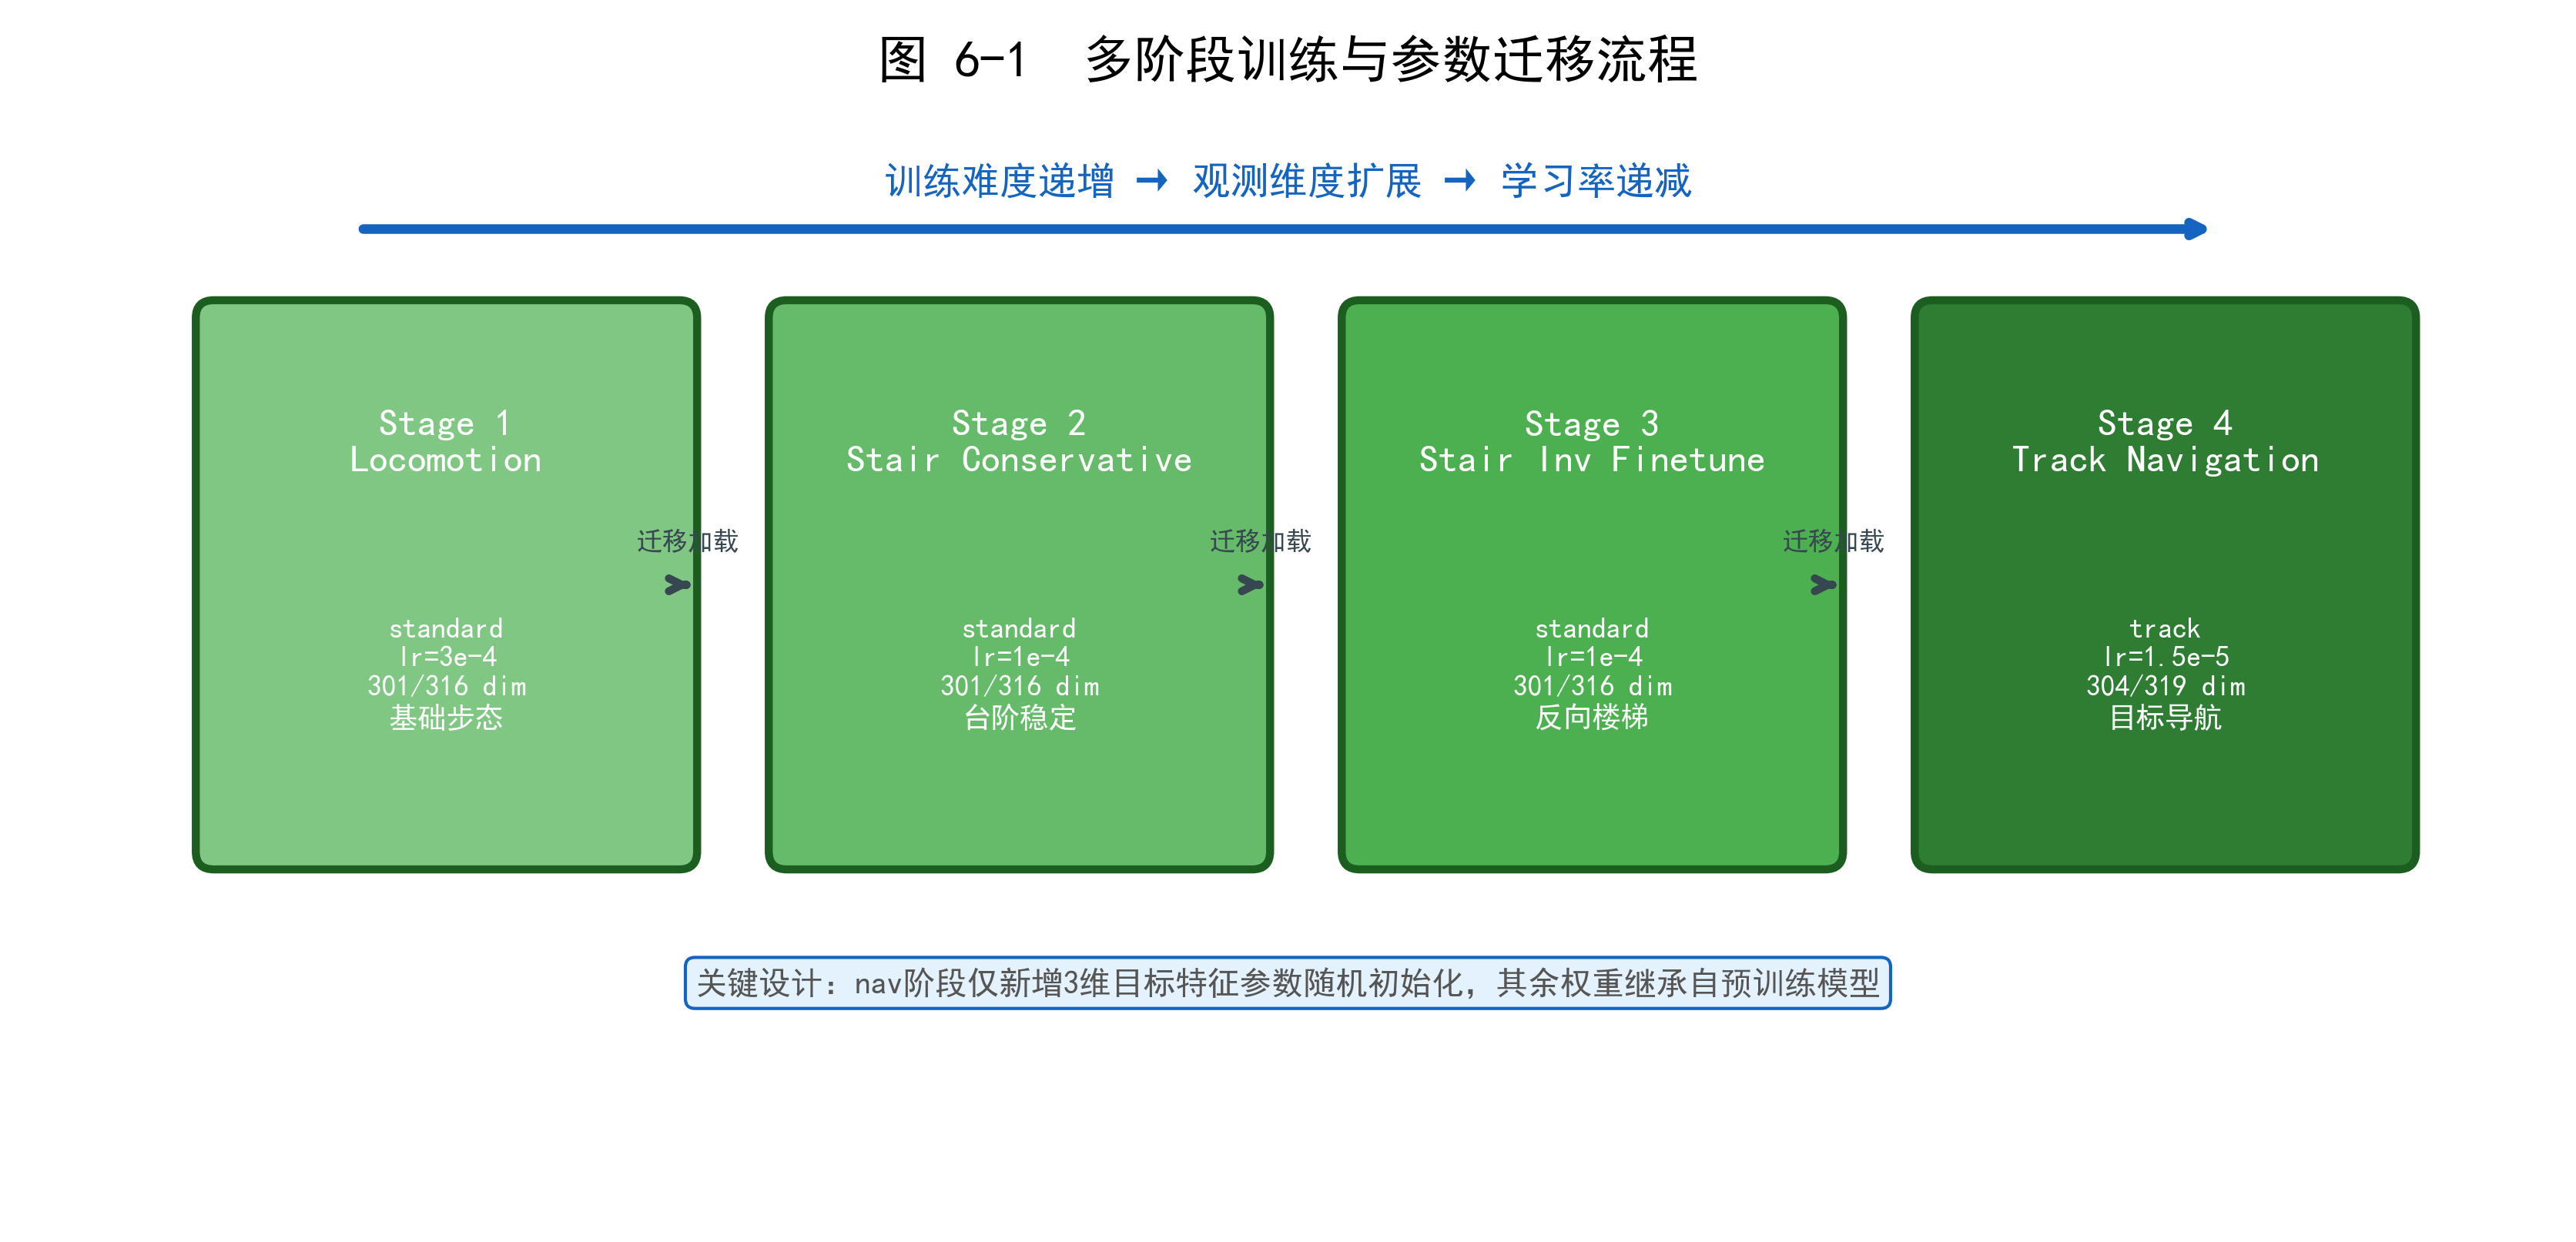 图 6-1 多阶段训练与参数迁移流程
训练难度递增 → 观测维度扩展 → 学习率递减
Stage 1
Locomotion
迁移加载
standard
lr=3e-4
301/316 dim
基础步态
Stage 2
Stair Conservative
迁移加载
standard
lr=1e-4
301/316 dim
台阶稳定
Stage 3
Stair Inv Finetune
迁移加载
standard
lr=1e-4
301/316 dim
反向楼梯
Stage 4
Track Navigation
track
lr=1.5e-5
304/319 dim
目标导航
关键设计：nav阶段仅新增3维目标特征参数随机初始化，其余权重继承自预训练模型